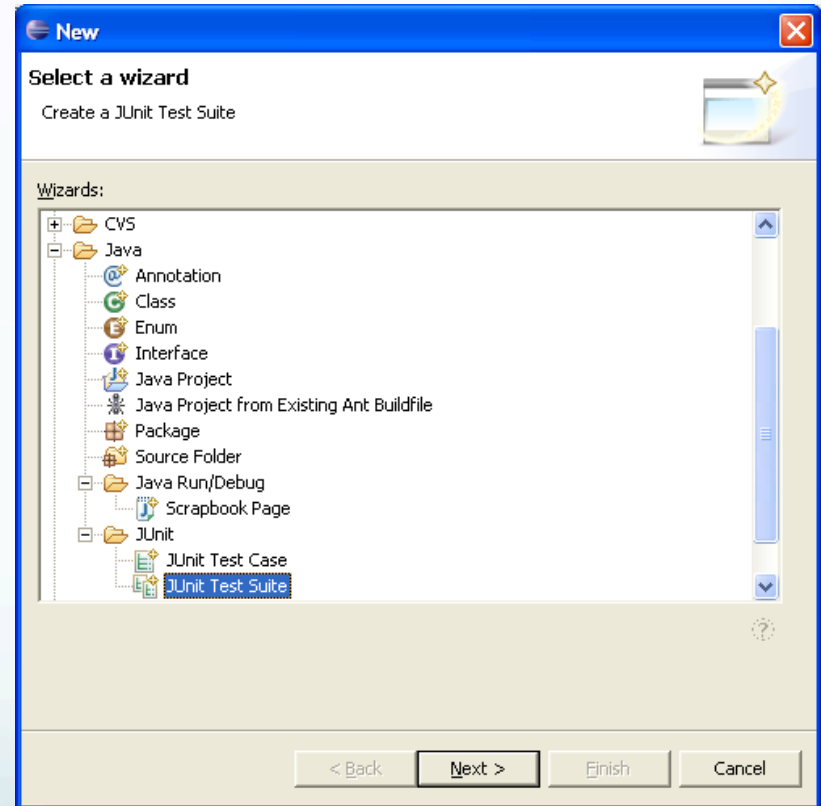 New
Select a wizard
Create a JUnit Test Suite
Wizards:
CVS
Java
Annotation
Class
Enum
Interface
Java Project
Java Project from Existing Ant Buildfile
Package
Source Folder
Java Run/Debug
Scrapbook Page
JUnit
JUnit Test Case
JUnit Test Suite
< Back Next > Finish Cancel